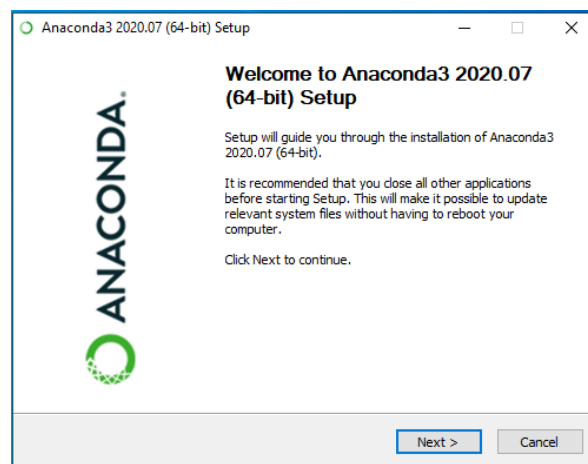 Anaconda3 2020.07 (64-bit) Setup
Welcome to Anaconda3 2020.07
(64-bit) Setup
Setup will guide you through the installation of Anaconda3
2020.07 (64-bit).
It is recommended that you close all other applications
before starting Setup. This will make it possible to update
relevant system files without having to reboot your
computer.
Click Next to continue.
ANACONDA.
Next >
Cancel